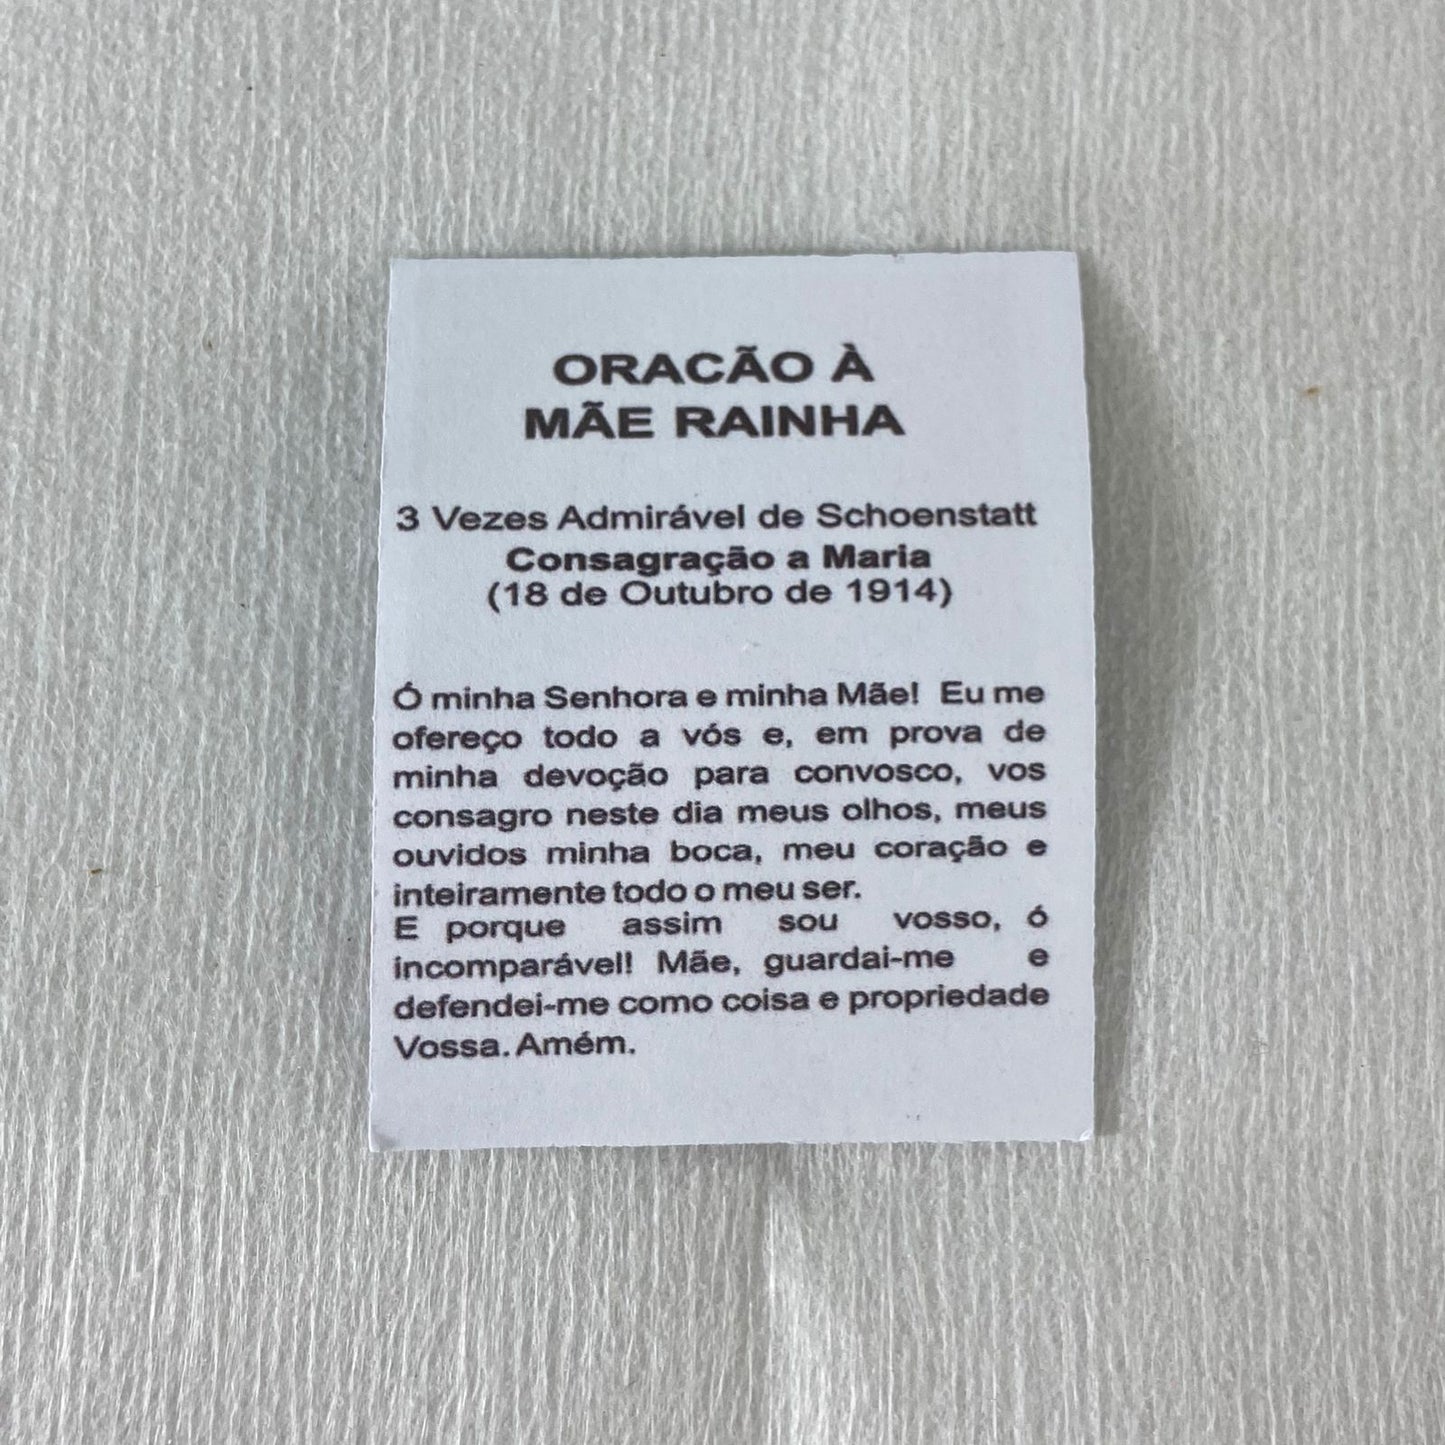 ORACÃO À
MÃE RAINHA
3 Vezes Admirável de Schoenstatt
Consagração a Maria
(18 de Outubro de 1914)
Ó minha Senhora e minha Mãe! Eu me
ofereço todo a vós e, em prova de
minha devoção para convosco, vos
consagro neste dia meus olhos, meus
ouvidos minha boca, meu coração e
inteiramente todo o meu ser.
E porque assim sou vosso, ó
incomparável! Mãe, guardai-me e
defendei-me como coisa e propriedade
Vossa. Amém.